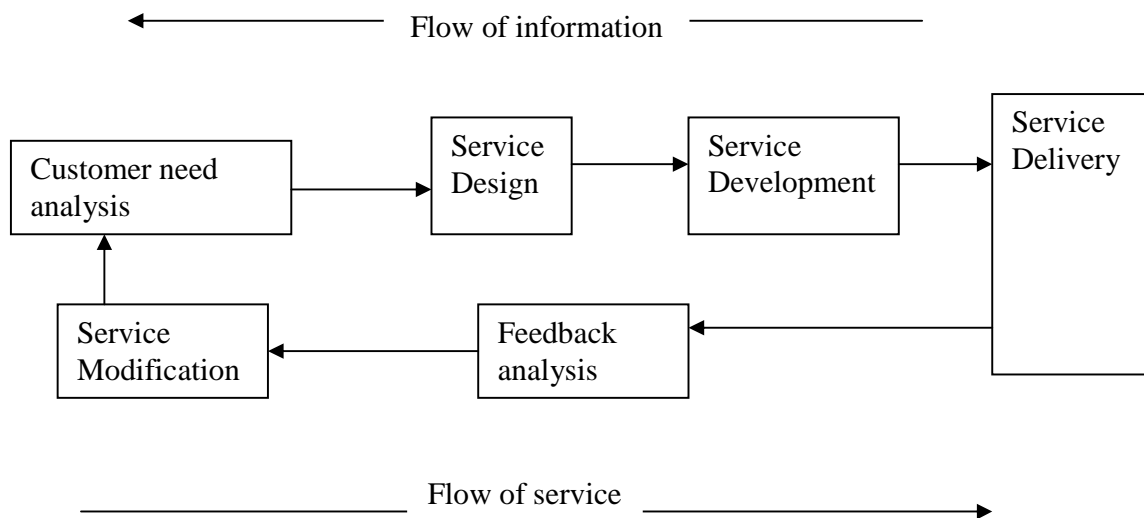 Flow of information
Customer need
analysis
Service
Design
Service
Development
Service
Delivery
Service
Modification
Feedback
analysis
Flow of service